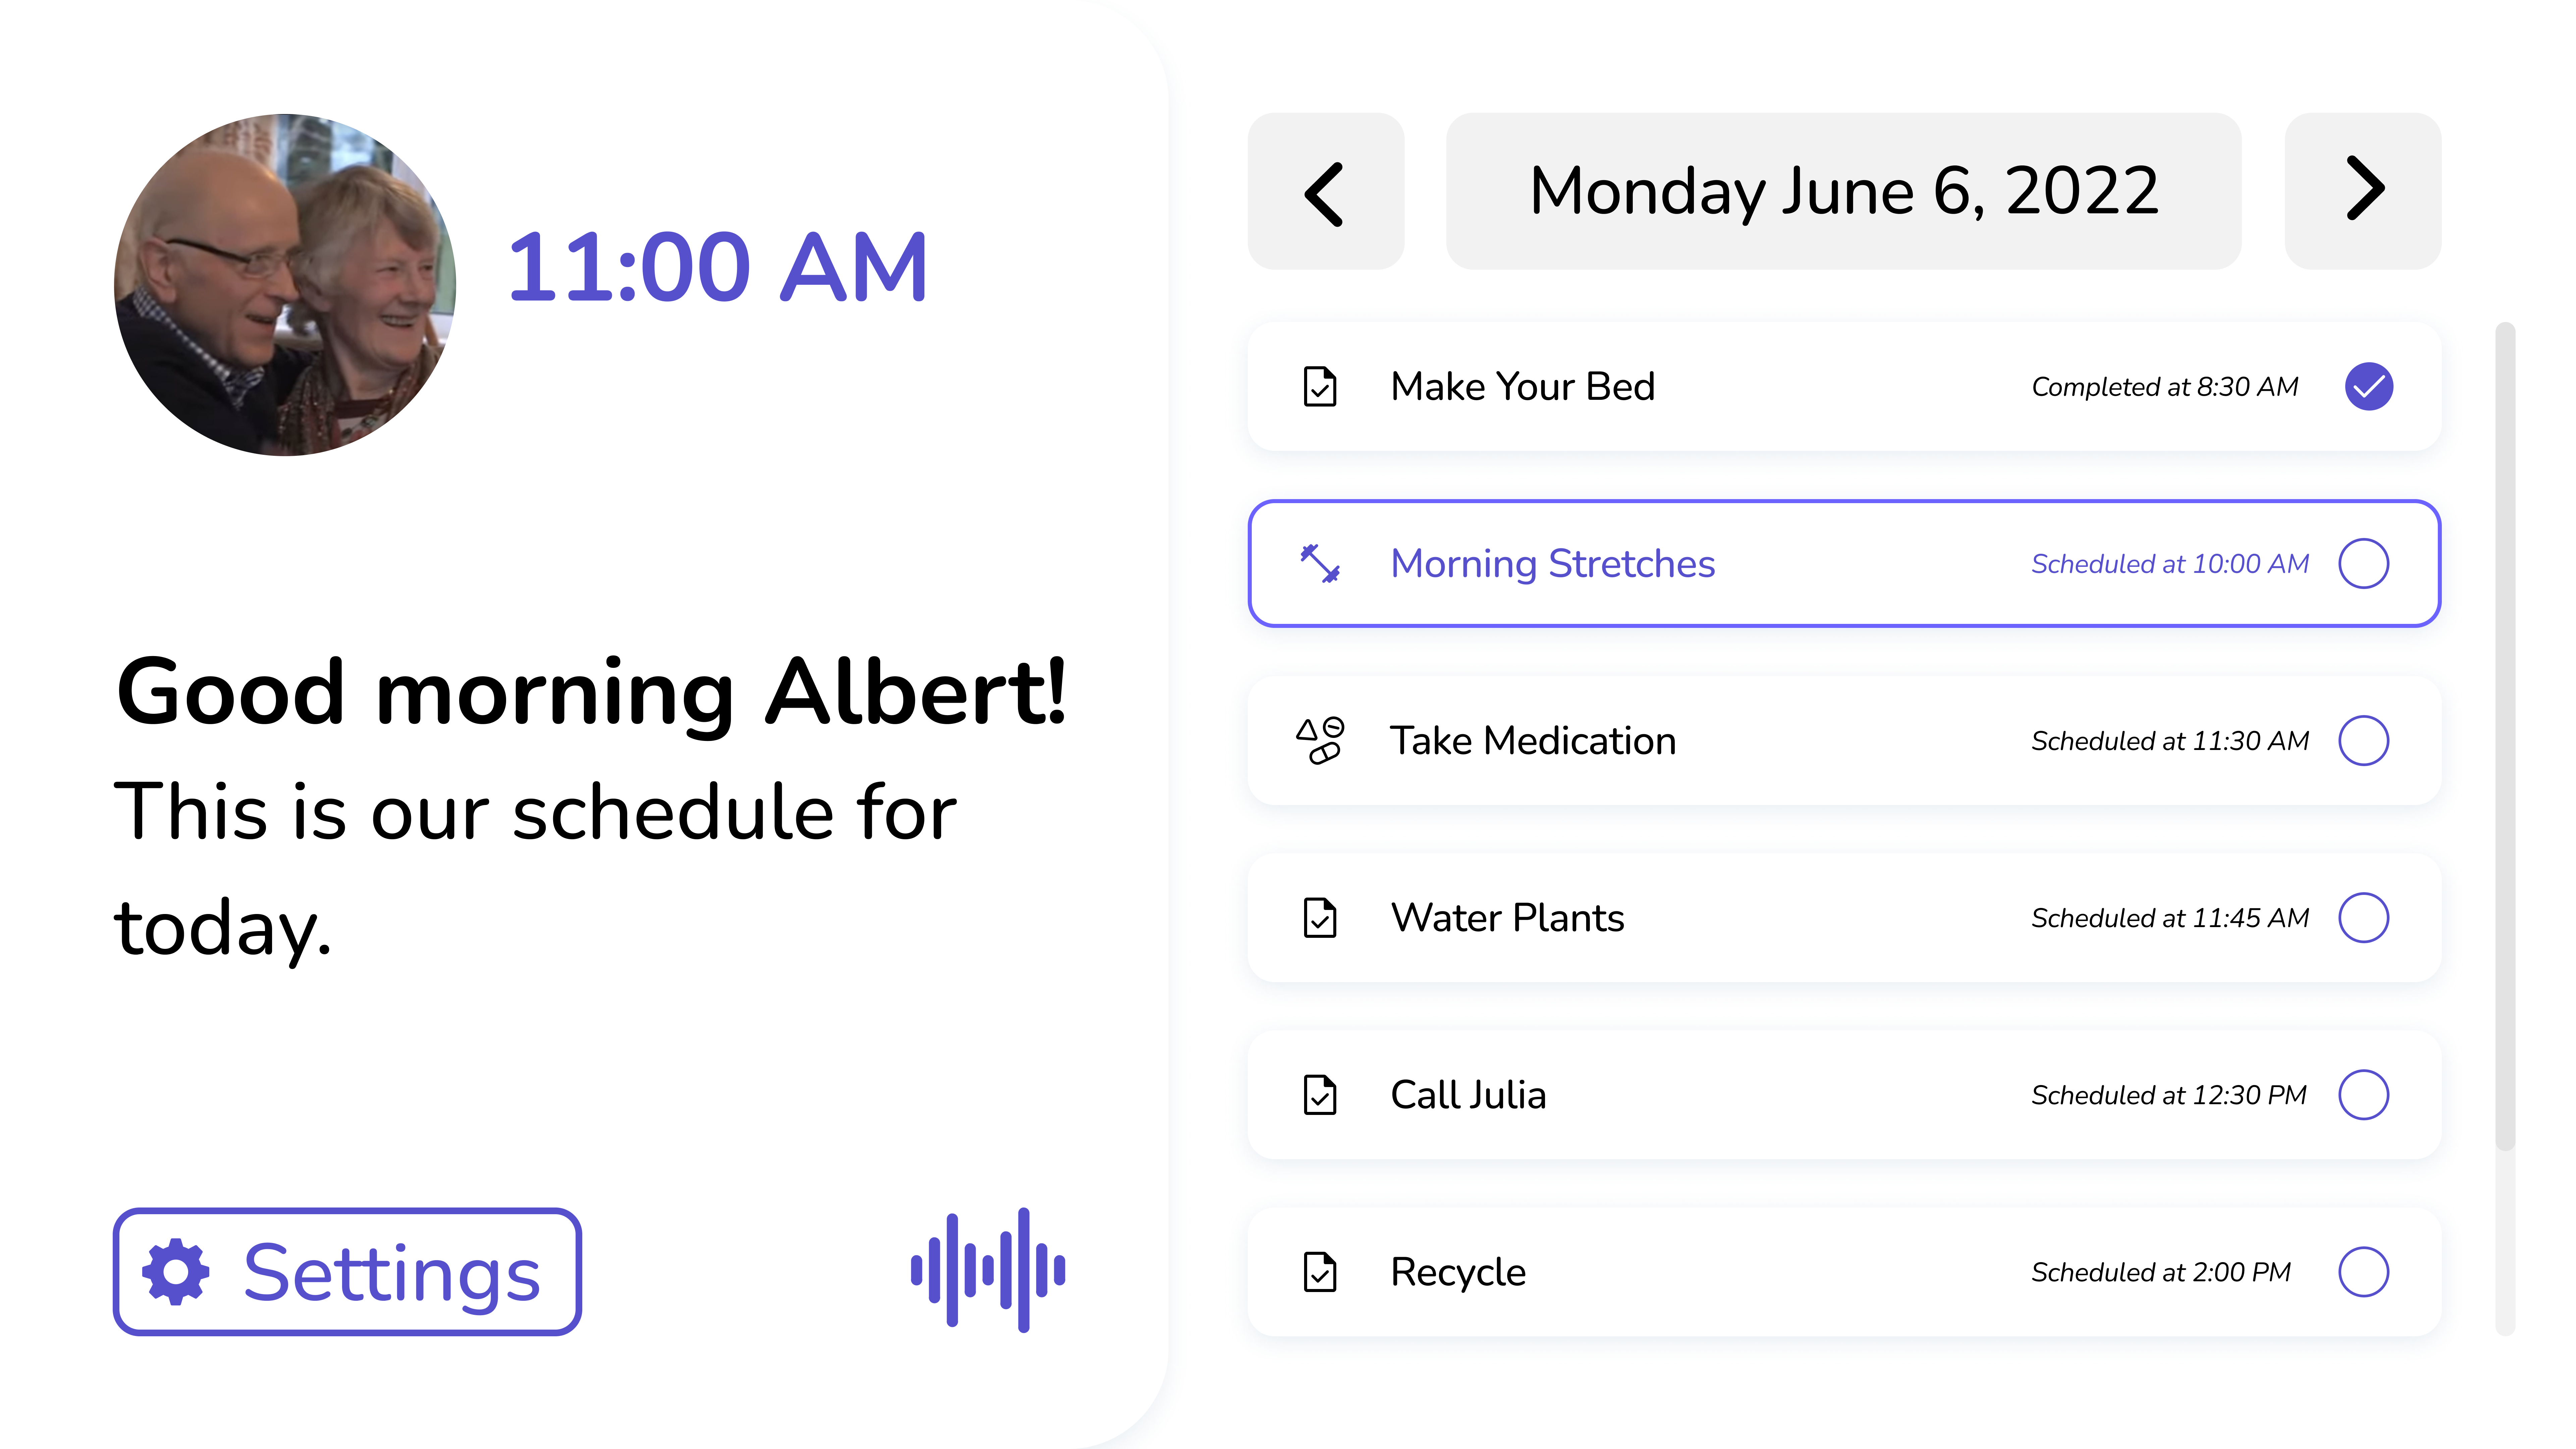 11:00 AM
Good morning Albert!
This is our schedule for
today.
Settings
Monday June 6, 2022
Make Your Bed Completed at 8:30 AM
Morning Stretches Scheduled at 10:00 AM
Take Medication Scheduled at 11:30 AM
Water Plants Scheduled at 11:45 AM
Call Julia Scheduled at 12:30 PM
Recycle Scheduled at 2:00 PM